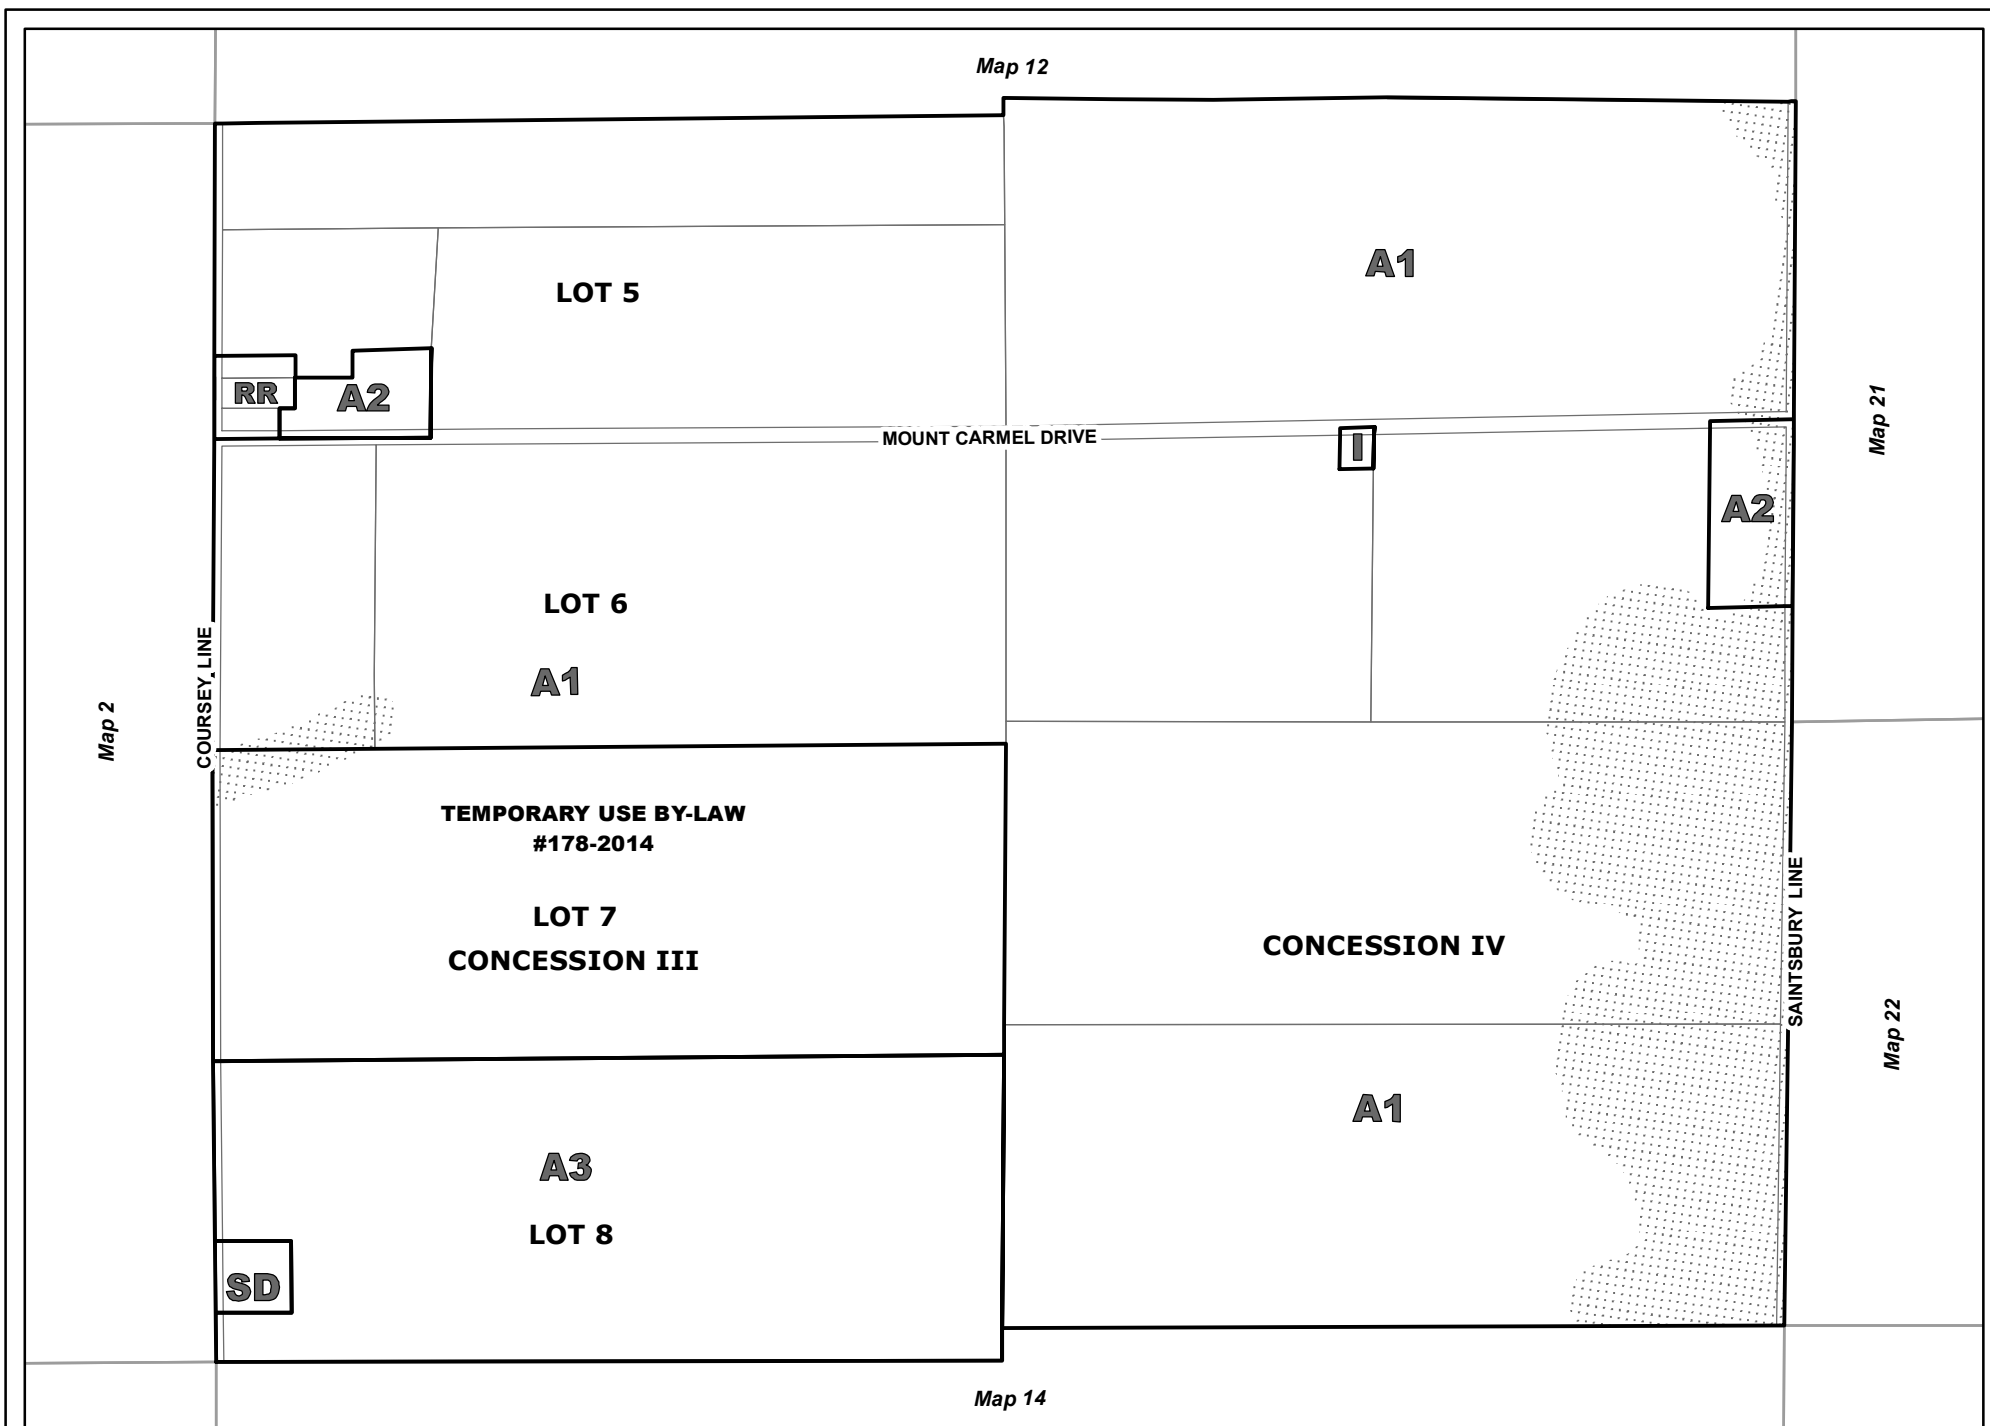 Map 12
A1
LOT 5
RR
A2
Map 21
MOUNT CARMEL DRIVE
I
A2
LOT 6
A1
COURSEY LINE
Map 2
TEMPORARY USE BY-LAW
#178-2014
LOT 7
CONCESSION III
CONCESSION IV
SAINTSBURY LINE
Map 22
A1
A3
LOT 8
SD
Map 14